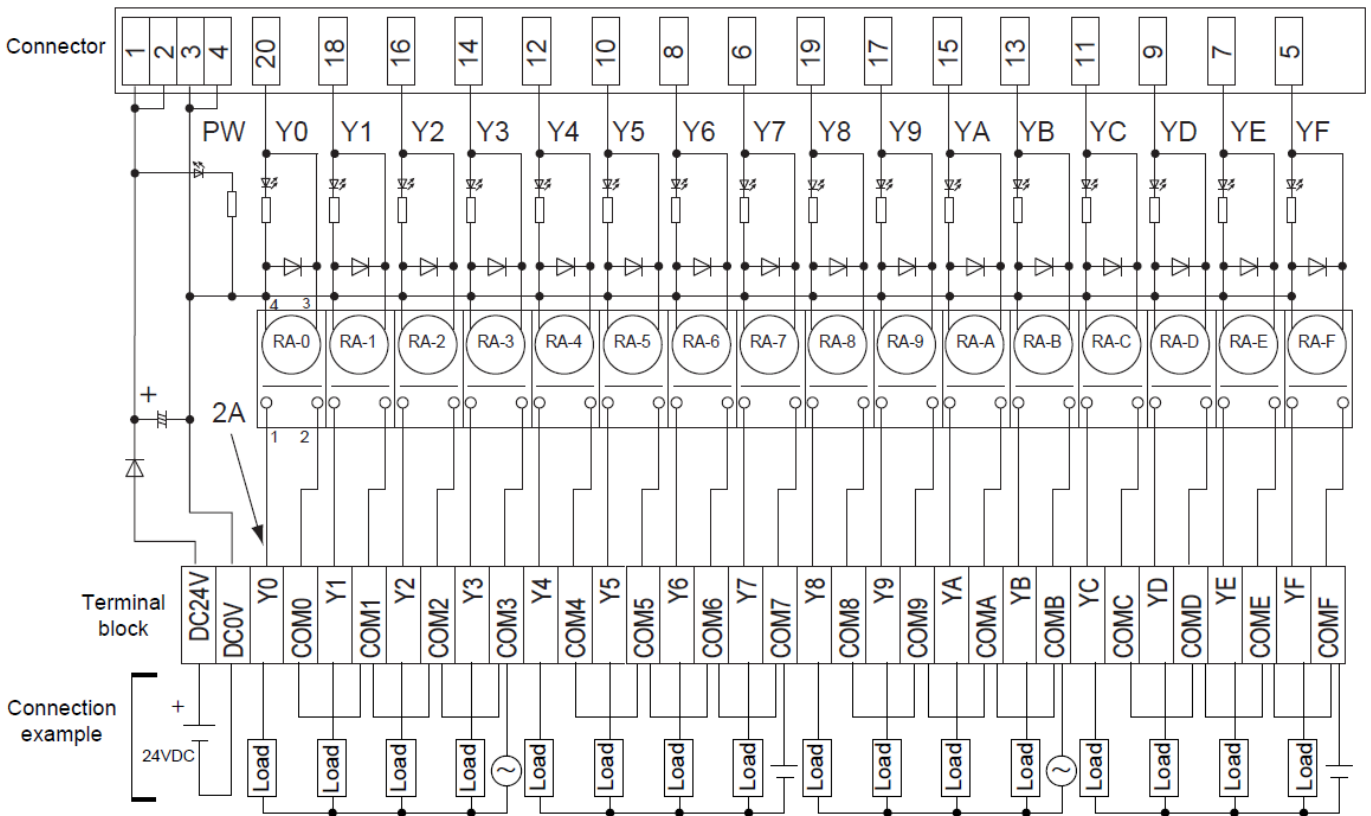 Connector 1 2 3 4 20 18 16 14 12 10 8 6 19 17 15 13 11 9 7 5
PW Y0 Y1 Y2 Y3 Y4 Y5 Y6 Y7 Y8 Y9 YA YB YC YD YE YF
4 3
RA-0 RA-1 RA-2 RA-3 RA-4 RA-5 RA-6 RA-7 RA-8 RA-9 RA-A RA-B RA-C RA-D RA-E RA-F
+
2A
1 2
Terminal
block
DC24V DC0V Y0 COM0 Y1 COM1 Y2 COM2 Y3 COM3 Y4 COM4 Y5 COM5 Y6 COM6 Y7 COM7 Y8 COM8 Y9 COM9 YA COMA YB COMB YC COMC YD COMD YE COME YF COMF
Connection
example
+
24VDC
Load Load Load Load Load Load Load Load Load Load Load Load Load Load Load Load